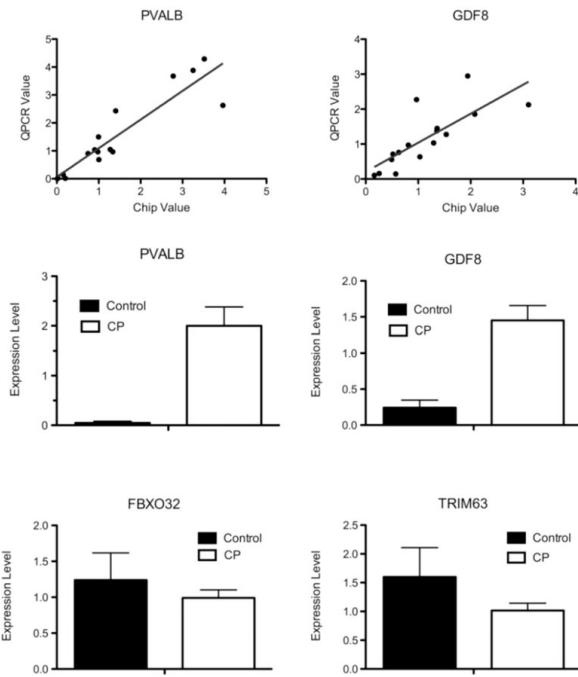 PVALB
QPCR Value
5
4
3
2
1
0
0 1 2 3 4 5
Chip Value
GDF8
QPCR Value
4
3
2
1
0
0 1 2 3 4
Chip Value
PVALB
Expression Level
3
2
1
0
Control
CP
GDF8
Expression Level
2.0
1.5
1.0
0.5
0.0
Control
CP
FBXO32
Expression Level
2.0
1.5
1.0
0.5
0.0
Control
CP
TRIM63
Expression Level
2.5
2.0
1.5
1.0
0.5
0.0
Control
CP